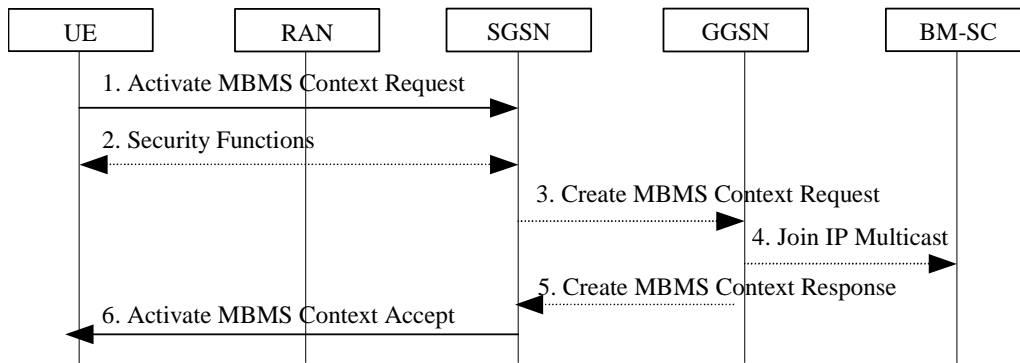 UE
RAN
SGSN
GGSN
BM-SC
1. Activate MBMS Context Request
2. Security Functions
3. Create MBMS Context Request
4. Join IP Multicast
5. Create MBMS Context Response
6. Activate MBMS Context Accept